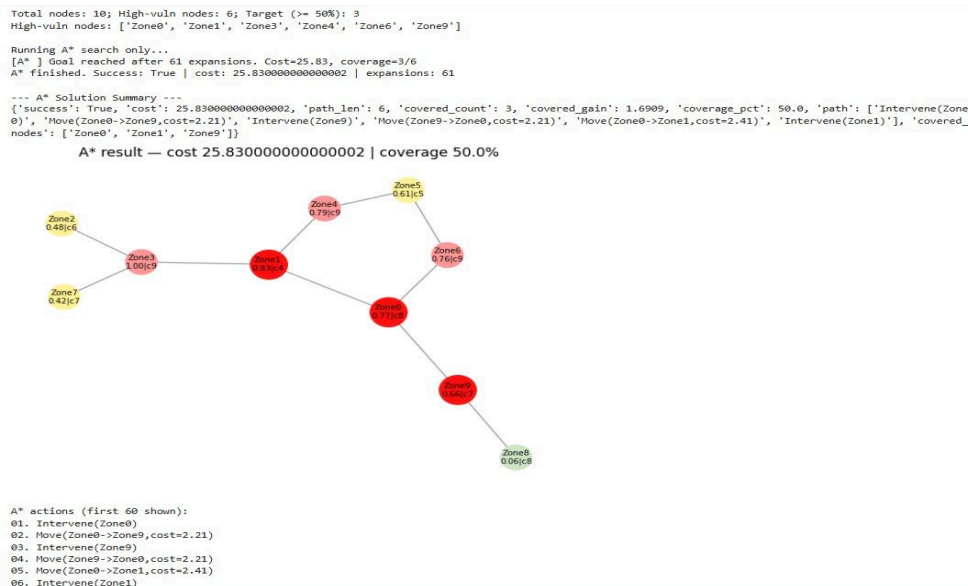 Total nodes: 10; High-vuln nodes: 6; Target (>= 50%): 3
High-vuln nodes: ['Zone0', 'Zone1', 'Zone3', 'Zone4', 'Zone6', 'Zone9']
Running A* search only...
[A* ] Goal reached after 61 expansions. Cost=25.83, coverage=3/6
A* finished. Success: True | cost: 25.830000000000002 | expansions: 61
--- A* Solution Summary ---
{'success': True, 'cost': 25.830000000000002, 'path_len': 6, 'covered_count': 3, 'covered_gain': 1.6909, 'coverage_pct': 50.0, 'path': ['Intervene(Zone
0)', 'Move(Zone0->Zone9,cost=2.21)', 'Intervene(Zone9)', 'Move(Zone9->Zone0,cost=2.21)', 'Move(Zone0->Zone1,cost=2.41)', 'Intervene(Zone1)'], 'covered_
nodes': ['Zone0', 'Zone1', 'Zone9']}
A* result — cost 25.830000000000002 | coverage 50.0%
Zone5
0.61|c5
Zone4
0.79|c9
Zone2
0.48|c6
Zone6
0.76|c9
Zone3
1.00|c9
Zone1
0.83|c4
Zone7
0.42|c7
Zone0
0.77|c8
Zone9
0.66|c7
Zone8
0.06|c8
A* actions (first 60 shown):
01. Intervene(Zone0)
02. Move(Zone0->Zone9,cost=2.21)
03. Intervene(Zone9)
04. Move(Zone9->Zone0,cost=2.21)
05. Move(Zone0->Zone1,cost=2.41)
06. Intervene(Zone1)